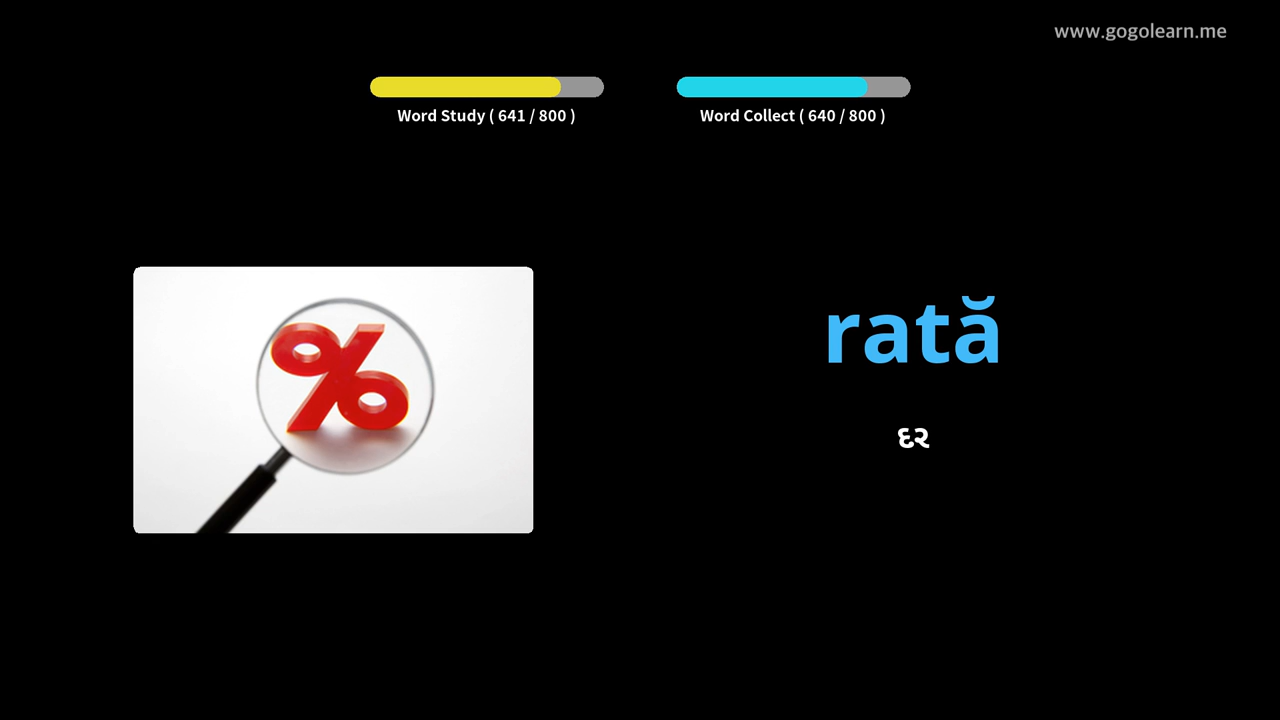 www.gogolearn.me
Word Study ( 641 / 800 )
Word Collect ( 640 / 800 )
%
rată
દર